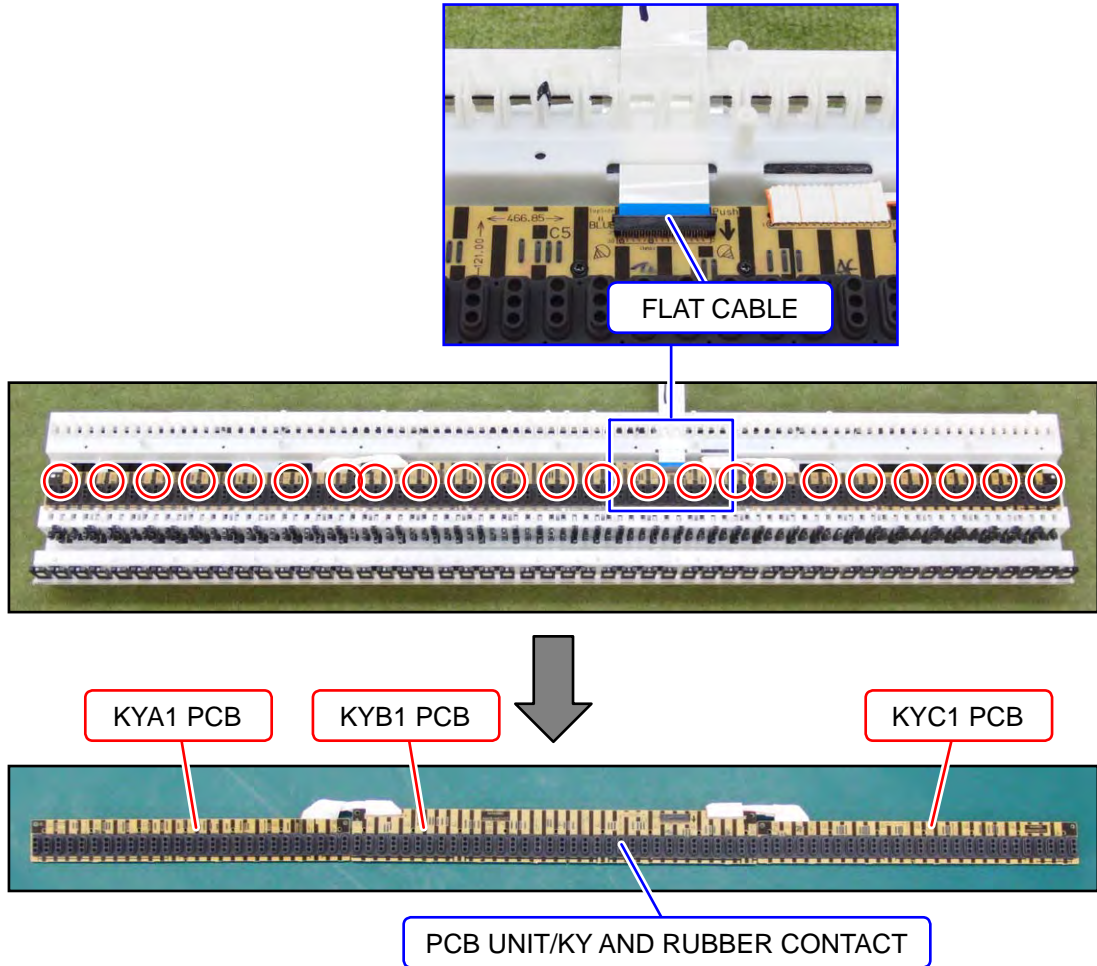 466.85
BLUE
Push
C5
121.00
FLAT CABLE
KYA1 PCB
KYB1 PCB
KYC1 PCB
PCB UNIT/KY AND RUBBER CONTACT